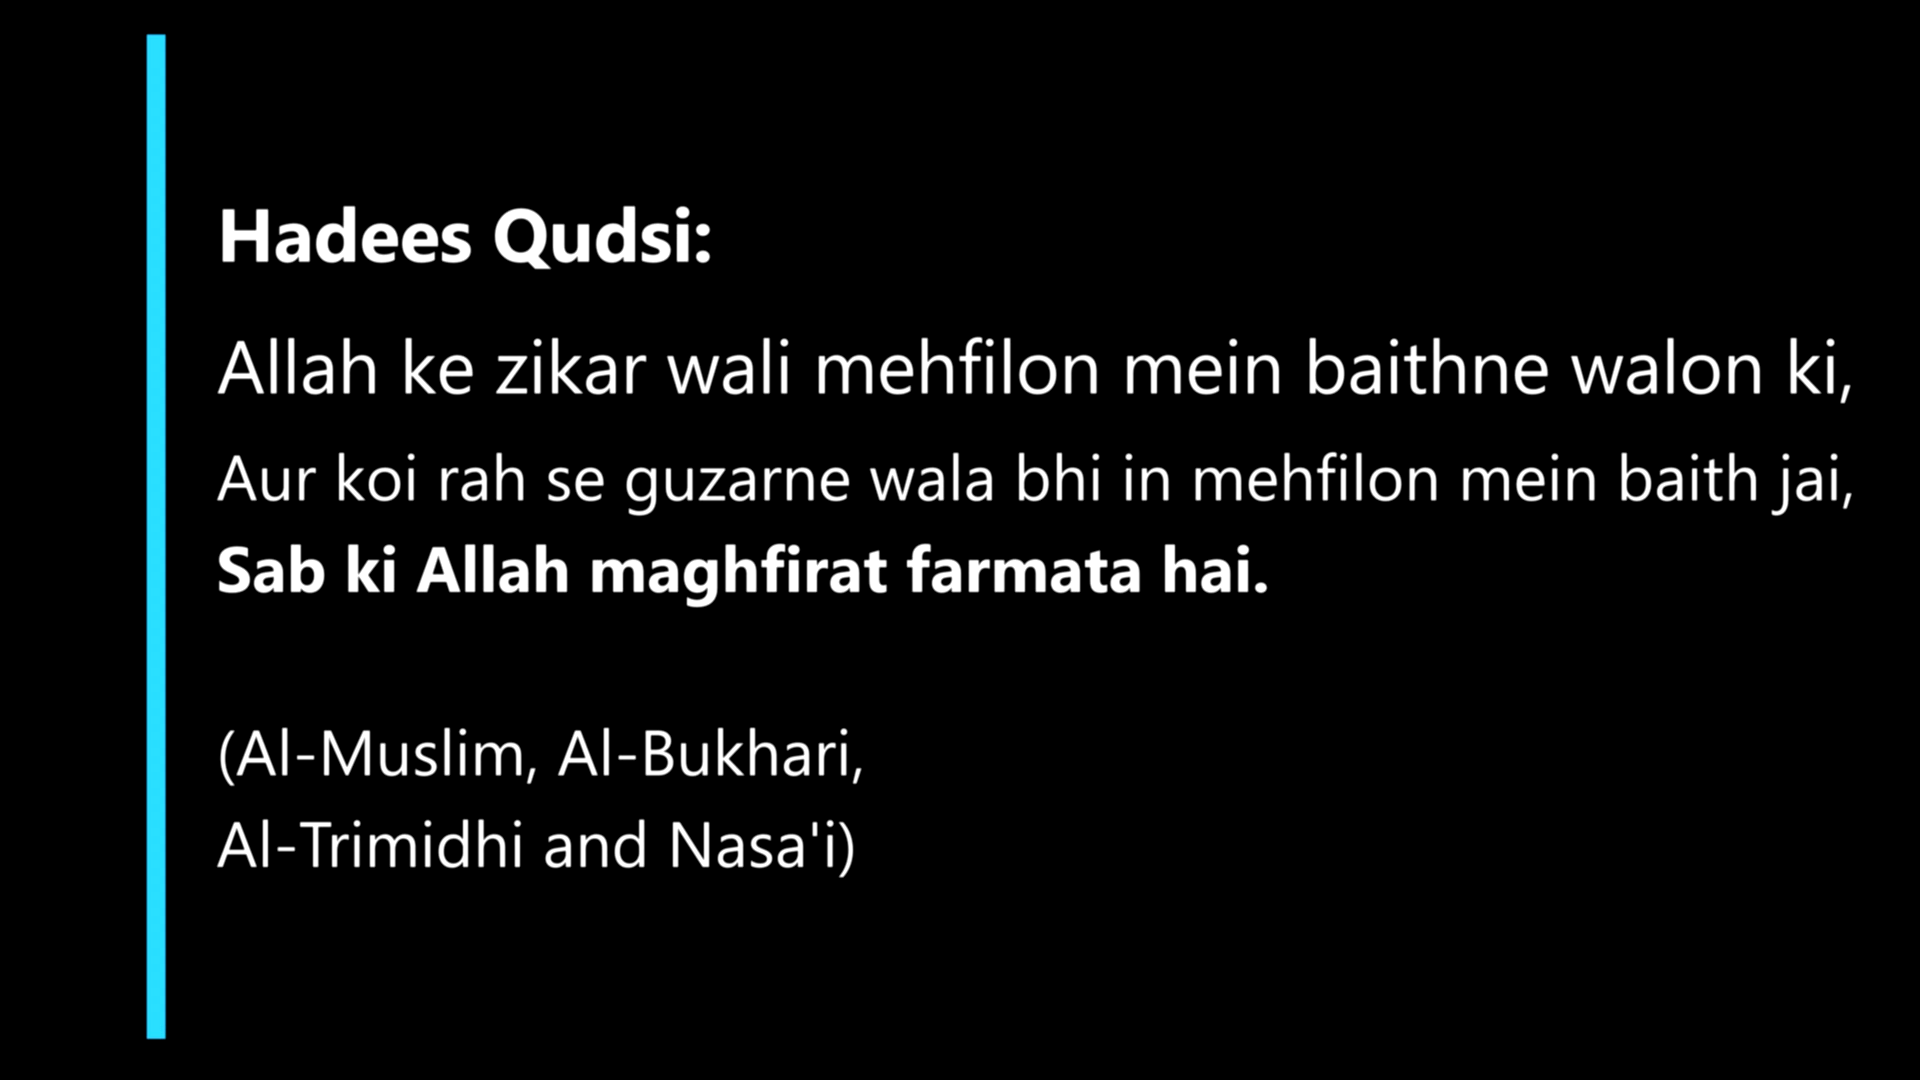 Hadees Qudsi:
Allah ke zikar wali mehfilon mein baithne walon ki,
Aur koi rah se guzarne wala bhi in mehfilon mein baith jai,
Sab ki Allah maghfirat farmata hai.
(Al-Muslim, Al-Bukhari,
Al-Trimidhi and Nasa'i)